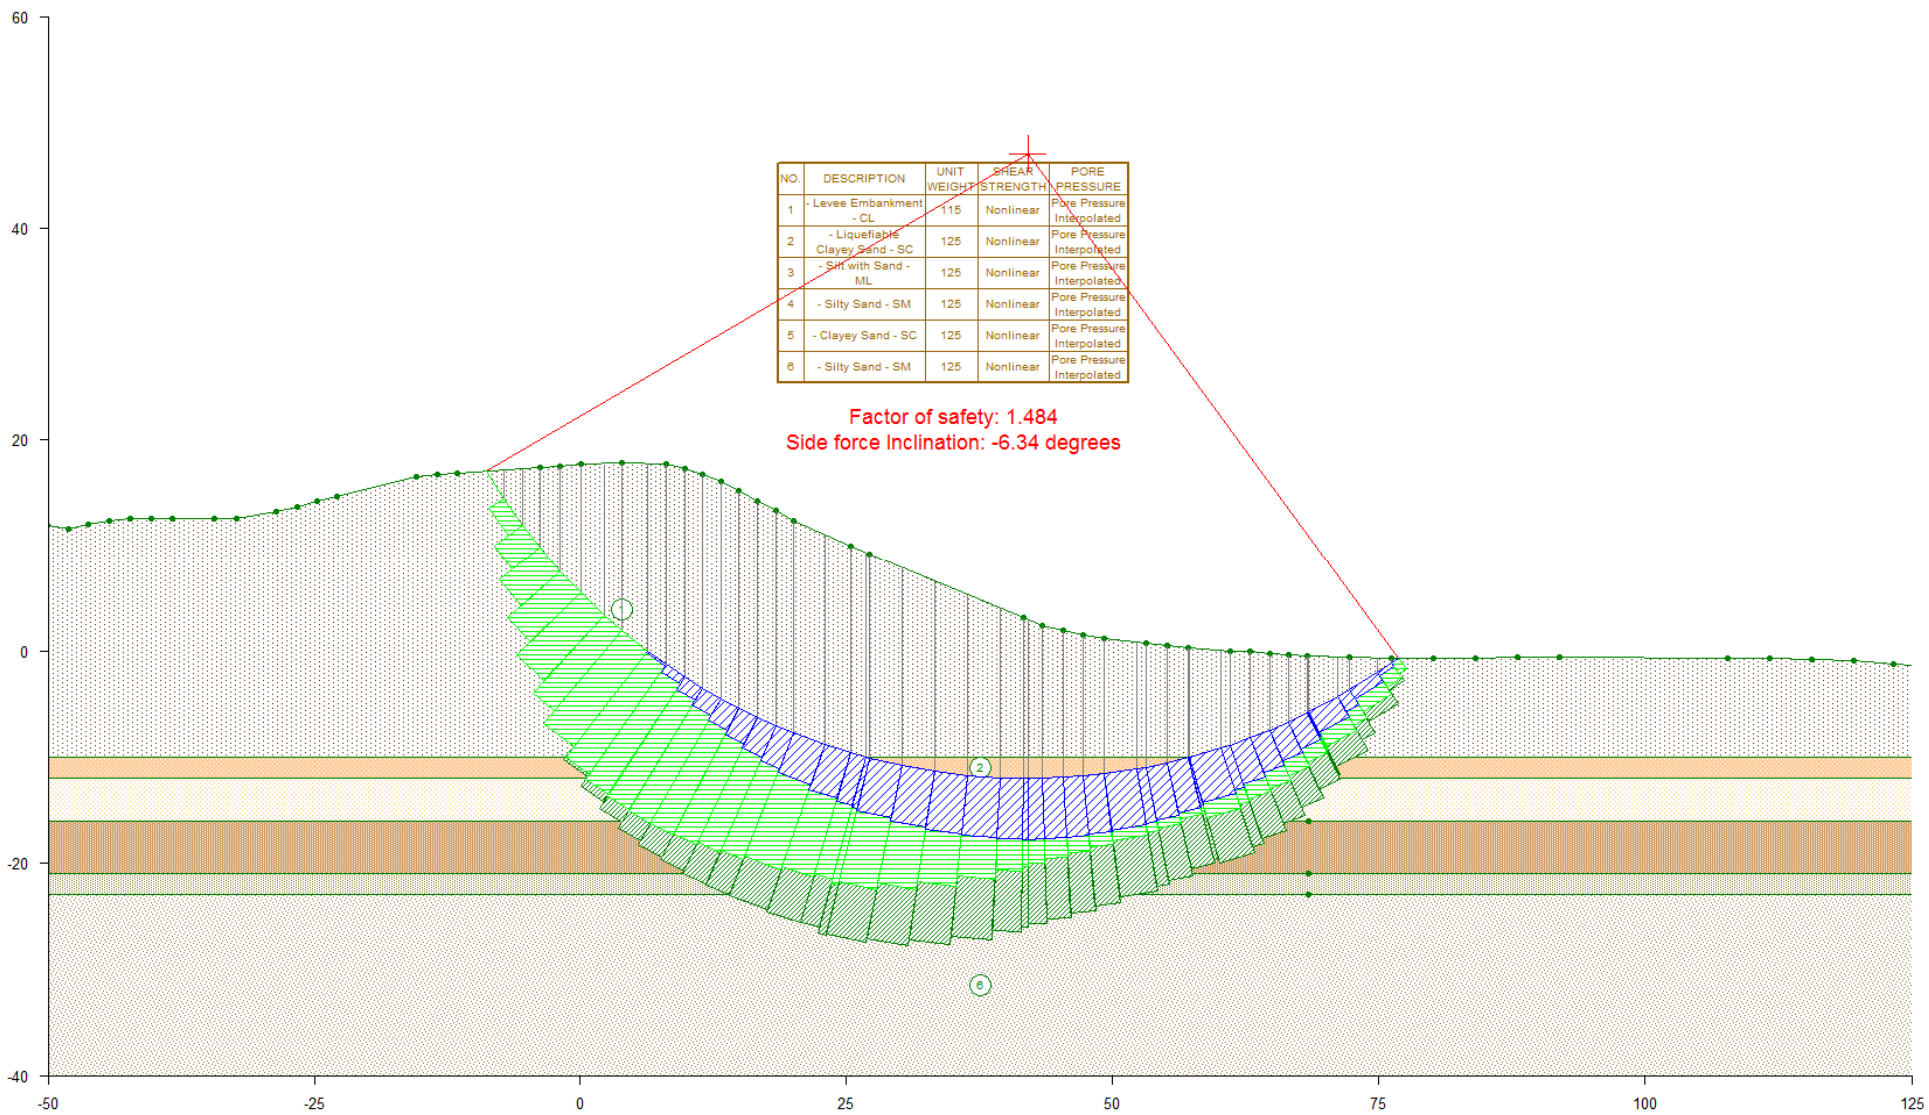 60
40
20
0
-20
-40
-50
-25
0
25
50
75
100
125
NO. DESCRIPTION UNIT WEIGHT SHEAR STRENGTH PORE PRESSURE
1 - Levee Embankment - CL 115 Nonlinear Pore Pressure Interpolated
2 - Liquefiable Clayey Sand - SC 125 Nonlinear Pore Pressure Interpolated
3 - Silt with Sand - ML 125 Nonlinear Pore Pressure Interpolated
4 - Silty Sand - SM 125 Nonlinear Pore Pressure Interpolated
5 - Clayey Sand - SC 125 Nonlinear Pore Pressure Interpolated
6 - Silty Sand - SM 125 Nonlinear Pore Pressure Interpolated
Factor of safety: 1.484
Side force Inclination: -6.34 degrees
1
2
6